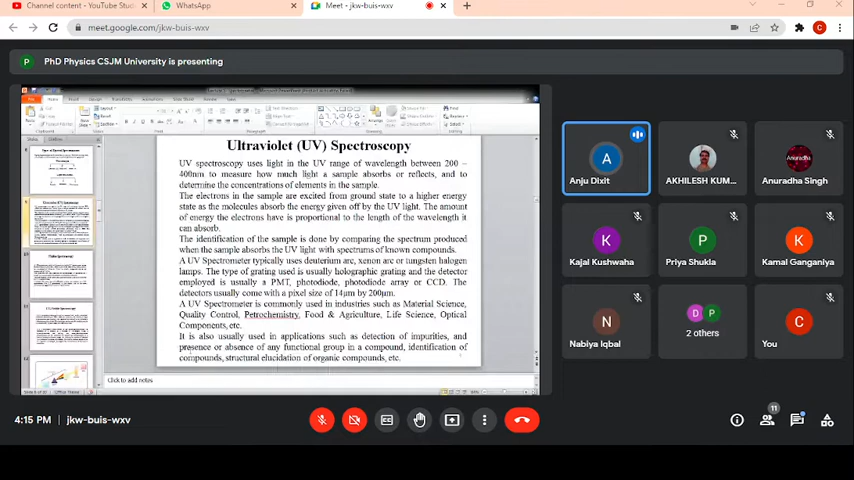 Channel content - YouTube Stud
WhatsApp
Meet - jkw-buis-wxv
meet.google.com/jkw-buis-wxv
C
P PhD Physics CSJM University is presenting
Ultraviolet (UV) Spectroscopy
UV spectroscopy uses light in the UV range of wavelength between 200 –
400nm to measure how much light a sample absorbs or reflects, and to
determine the concentrations of elements in the sample.
The electrons in the sample are excited from ground state to a higher energy
state as the molecules absorb the energy given off by the UV light. The amount
of energy the electrons have is proportional to the length of the wavelength it
can absorb.
The identification of the sample is done by comparing the spectrum produced
when the sample absorbs the UV light with spectrums of known compounds.
A UV Spectrometer typically uses deuterium arc, xenon arc or tungsten halogen
lamps. The type of grating used is usually holographic grating and the detector
employed is usually a PMT, photodiode, photodiode array or CCD. The
detectors usually come with a pixel size of 14μm by 200μm.
A UV Spectrometer is commonly used in industries such as Material Science,
Quality Control, Petrochemistry, Food & Agriculture, Life Science, Optical
Components, etc.
It is also usually used in applications such as detection of impurities, and
presence or absence of any functional group in a compound, identification of
compounds, structural elucidation of organic compounds, etc.
Click to add notes
A
Anju Dixit
AKHILESH KUM...
Anuradha
Anuradha Singh
K
Kajal Kushwaha
P
Priya Shukla
K
Kamal Ganganiya
N
Nabiya Iqbal
D P
2 others
C
You
4:15 PM jkw-buis-wxv
11